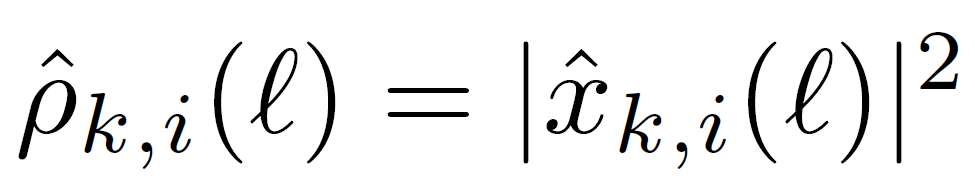 ρ̂_{k,i}(ℓ) = |x̂_{k,i}(ℓ)|²